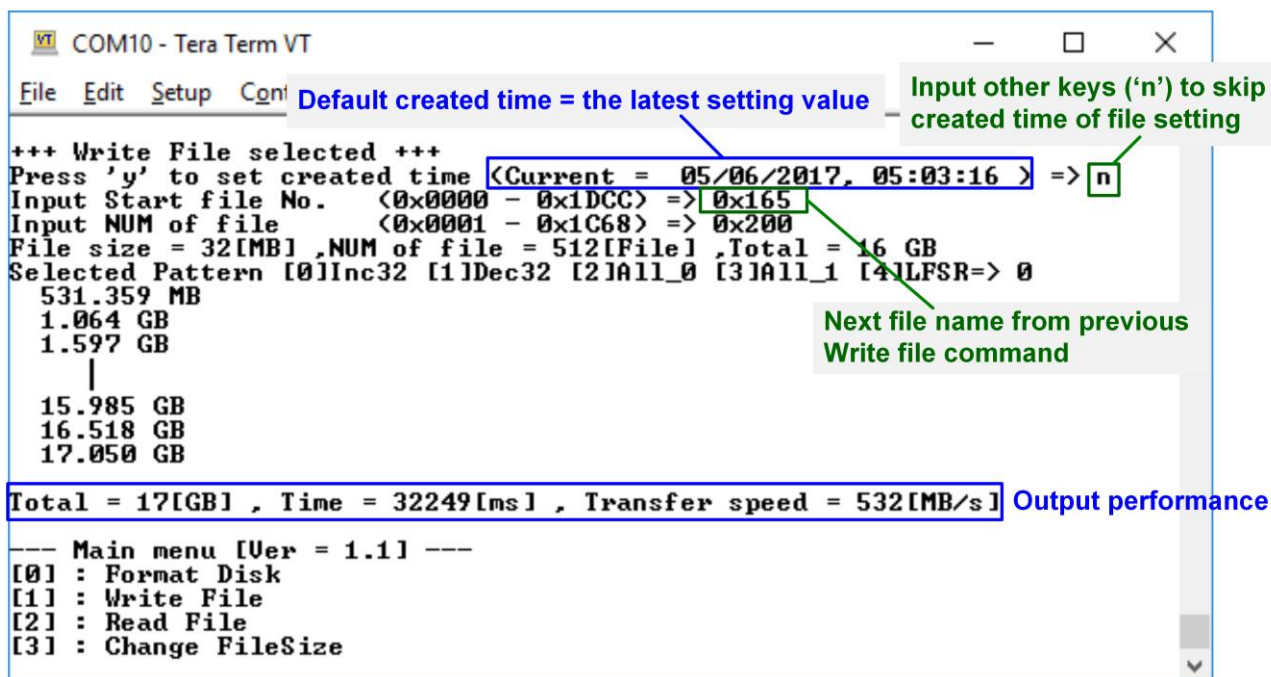 COM10 - Tera Term VT
File Edit Setup Cont
Default created time = the latest setting value
Input other keys (‘n’) to skip
created time of file setting
+++ Write File selected +++
Press 'y' to set created time (Current =  05/06/2017, 05:03:16 ) => n
Input Start file No.   (0x0000 - 0x1DCC) => 0x165
Input NUM of file      (0x0001 - 0x1C68) => 0x200
File size = 32[MB] ,NUM of file = 512[File] ,Total = 16 GB
Selected Pattern [0]Inc32 [1]Dec32 [2]All_0 [3]All_1 [4]LFSR=> 0
531.359 MB
1.064 GB
1.597 GB
Next file name from previous
Write file command
15.985 GB
16.518 GB
17.050 GB
Total = 17[GB] , Time = 32249[ms] , Transfer speed = 532[MB/s]
Output performance
--- Main menu [Ver = 1.1] ---
[0] : Format Disk
[1] : Write File
[2] : Read File
[3] : Change FileSize